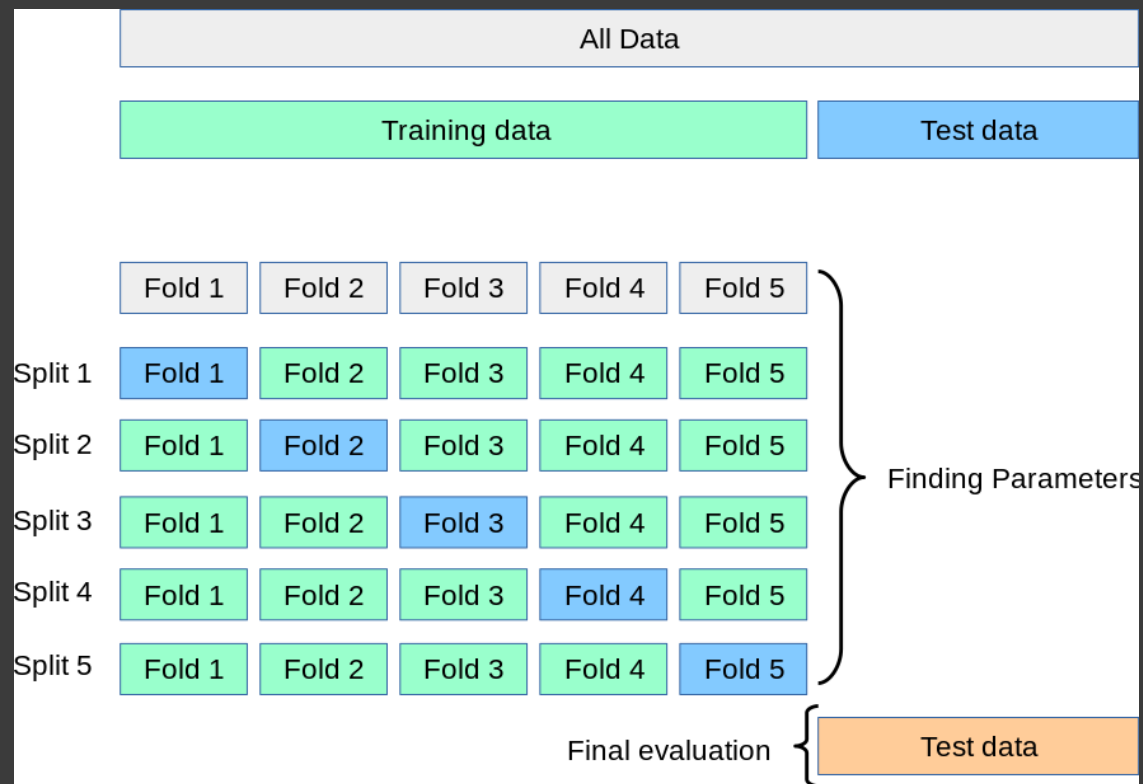 All Data
Training data Test data
Fold 1 Fold 2 Fold 3 Fold 4 Fold 5
Split 1 Fold 1 Fold 2 Fold 3 Fold 4 Fold 5
Split 2 Fold 1 Fold 2 Fold 3 Fold 4 Fold 5
Finding Parameters
Split 3 Fold 1 Fold 2 Fold 3 Fold 4 Fold 5
Split 4 Fold 1 Fold 2 Fold 3 Fold 4 Fold 5
Split 5 Fold 1 Fold 2 Fold 3 Fold 4 Fold 5
Final evaluation Test data